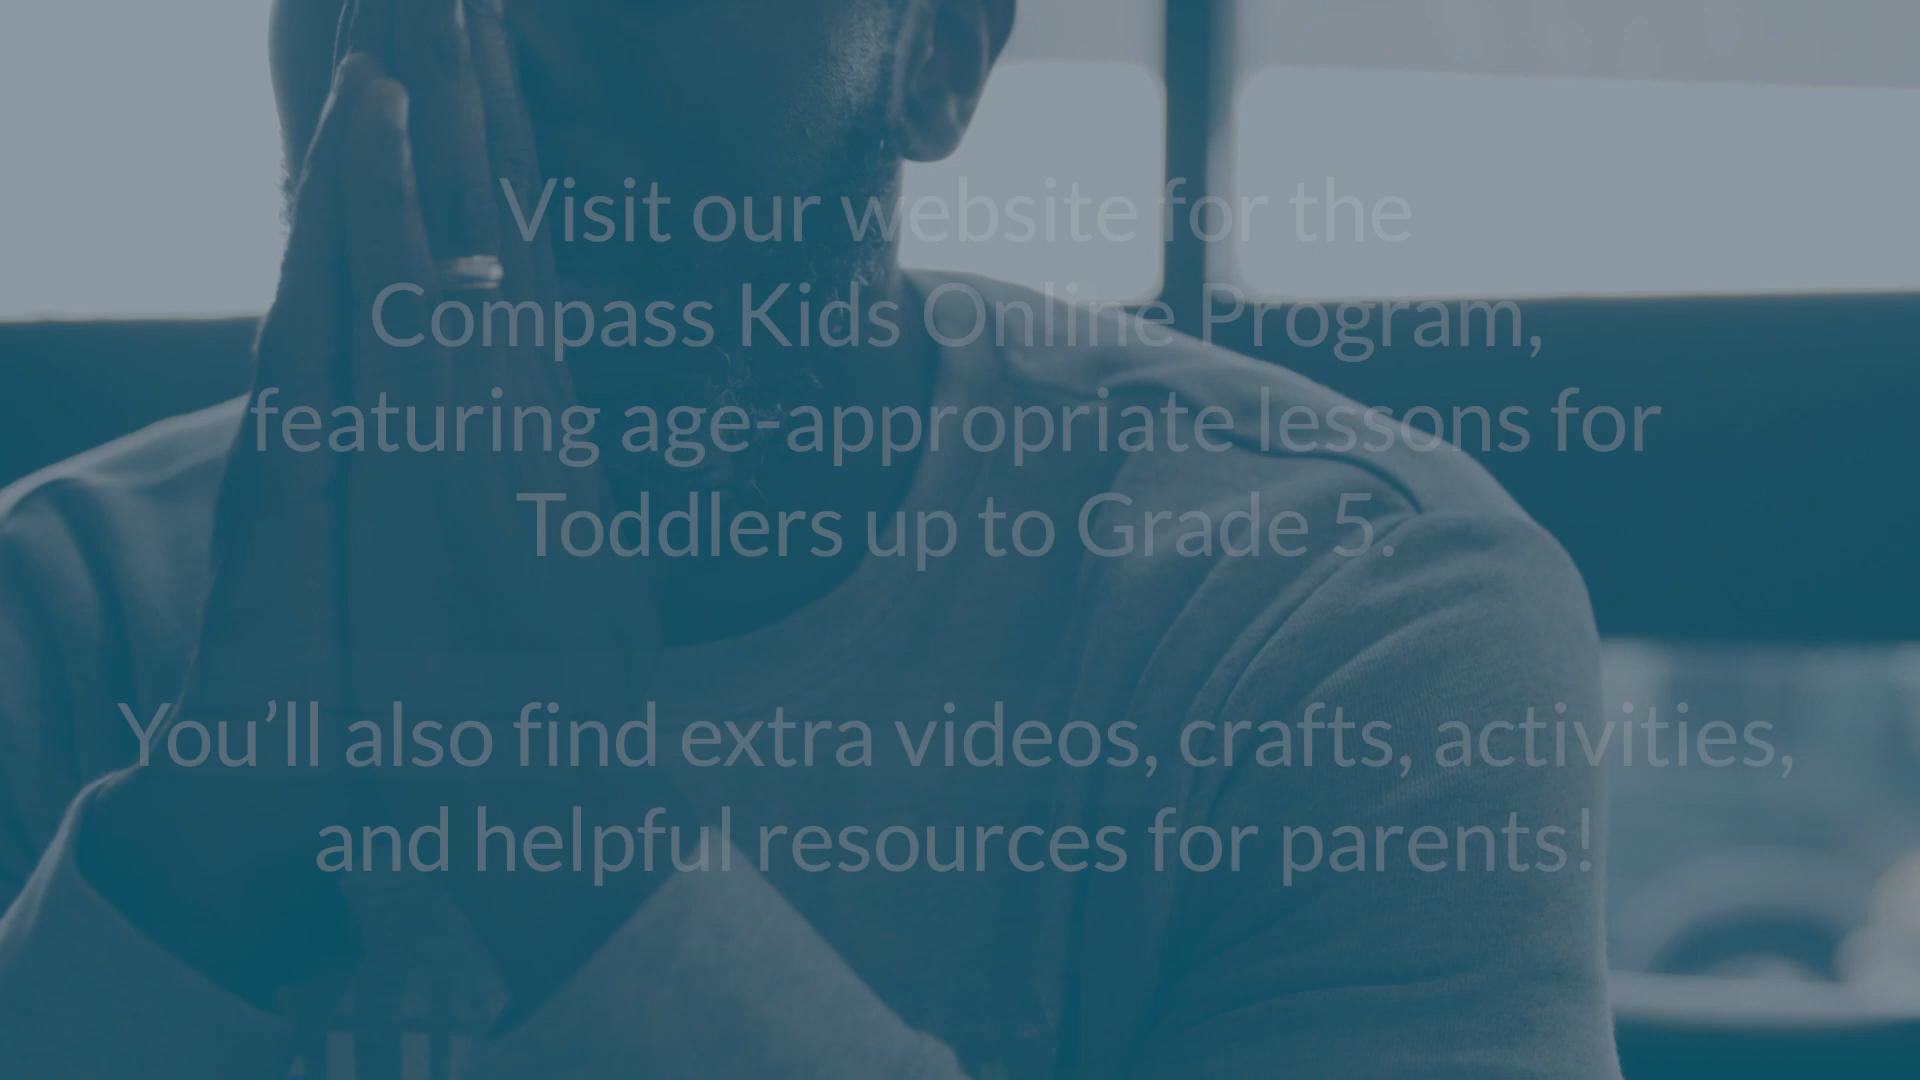 Visit our website for the
Compass Kids Online Program,
featuring age-appropriate lessons for
Toddlers up to Grade 5.
You’ll also find extra videos, crafts, activities,
and helpful resources for parents!